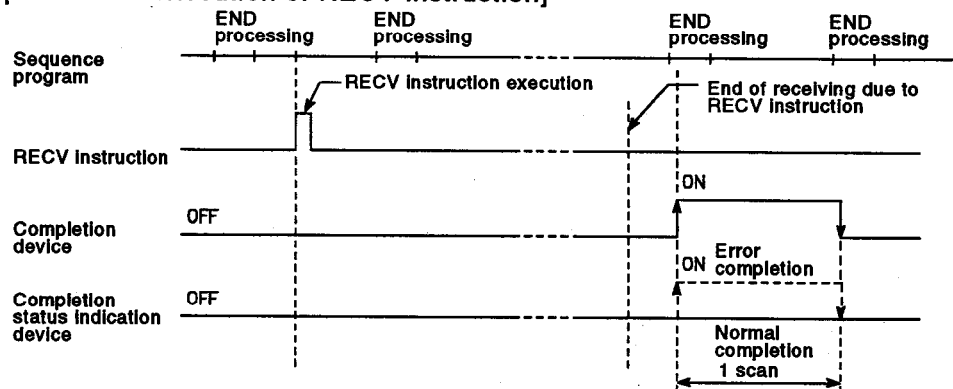 RECV instruction]
END processing
END processing
END processing
END processing
Sequence program
RECV instruction execution
End of receiving due to RECV instruction
RECV instruction
ON
OFF
Completion device
ON
Error completion
OFF
Completion status indication device
Normal completion
1 scan